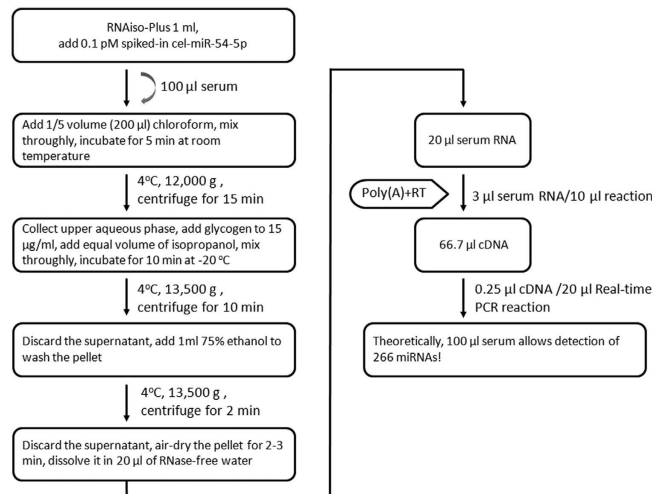 RNAiso-Plus 1 ml,
add 0.1 pM spiked-in cel-miR-54-5p
100 µl serum
Add 1/5 volume (200 µl) chloroform, mix
throughly, incubate for 5 min at room
temperature
4°C, 12,000 g ,
centrifuge for 15 min
Collect upper aqueous phase, add glycogen to 15
µg/ml, add equal volume of isopropanol, mix
throughly, incubate for 10 min at -20 °C
4°C, 13,500 g ,
centrifuge for 10 min
Discard the supernatant, add 1ml 75% ethanol to
wash the pellet
4°C, 13,500 g ,
centrifuge for 2 min
Discard the supernatant, air-dry the pellet for 2-3
min, dissolve it in 20 µl of RNase-free water
20 µl serum RNA
Poly(A)+RT
3 µl serum RNA/10 µl reaction
66.7 µl cDNA
0.25 µl cDNA /20 µl Real-time
PCR reaction
Theoretically, 100 µl serum allows detection of
266 miRNAs!